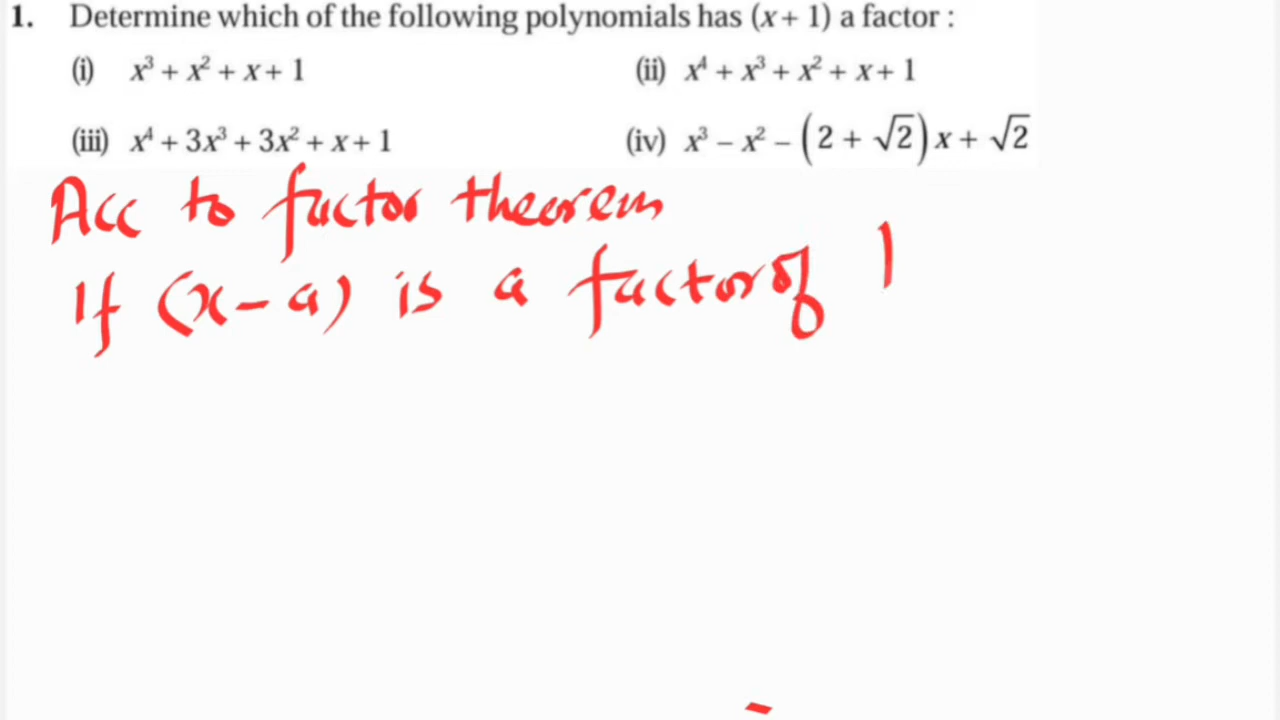 1. Determine which of the following polynomials has (x + 1) a factor :
(i) x³ + x² + x + 1 (ii) x⁴ + x³ + x² + x + 1
(iii) x⁴ + 3x³ + 3x² + x + 1 (iv) x³ – x² – (2 + √2) x + √2
Acc to factor theorem
If (x - a) is a factor of